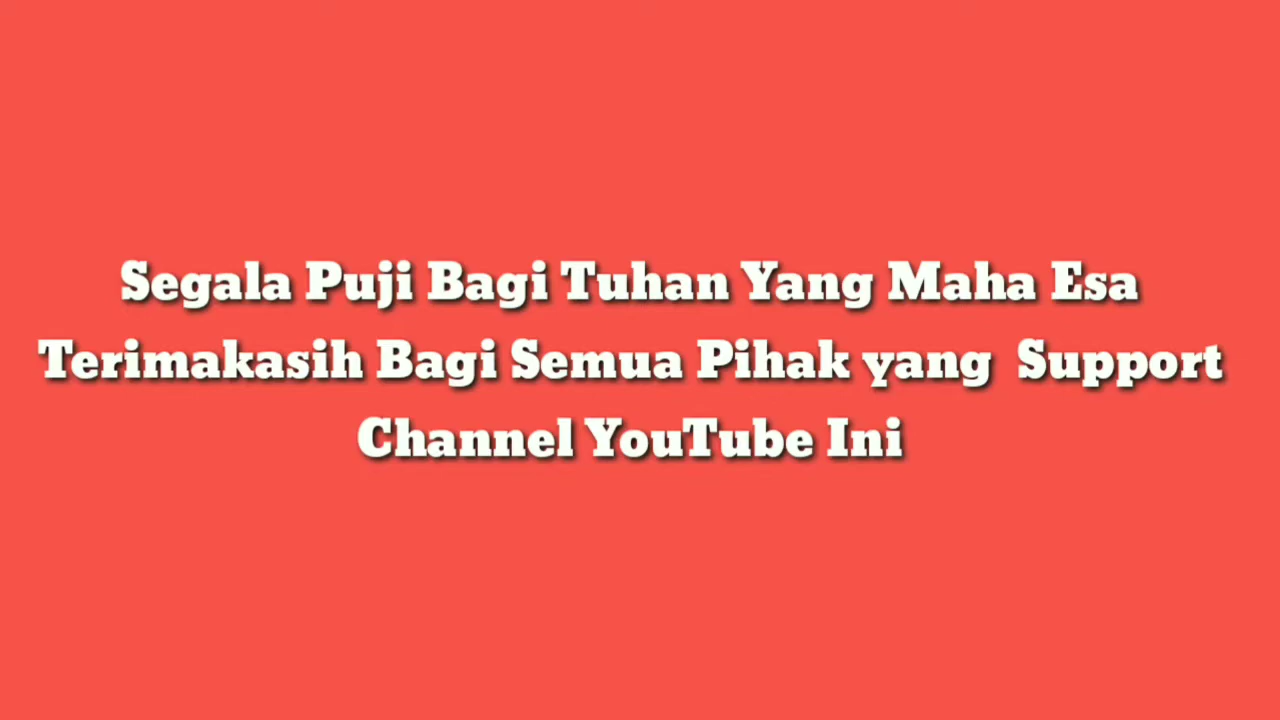 Segala Puji Bagi Tuhan Yang Maha Esa
Terimakasih Bagi Semua Pihak yang  Support
Channel YouTube Ini